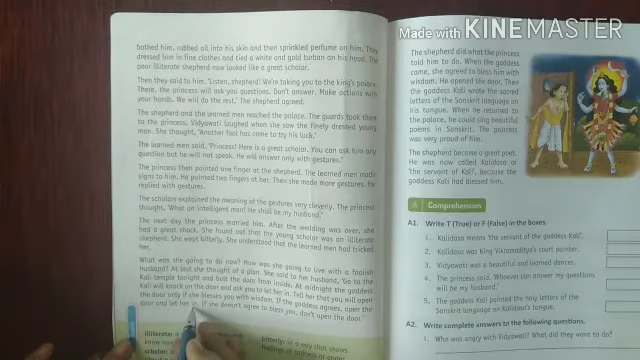 bathed him, rubbed oil into his skin and then sprinkled perfume on him. They
dressed him in fine clothes and tied a white and gold turban on his head. The
poor illiterate shepherd now looked like a great scholar.
Then they said to him, 'Listen, shepherd! We're taking you to the king's palace.
There, the princess will ask you questions. Don't answer. Make actions with
your hands. We will do the rest.' The shepherd agreed.
The shepherd and the learned men reached the palace. The guards took them
to the princess. Vidyawati laughed when she saw the finely dressed young
man. She thought, 'Another fool has come to try his luck.'
The learned men said, 'Princess! Here is a great scholar. You can ask him any
question but he will not speak. He will answer only with gestures.'
The princess then pointed one finger at the shepherd. The learned men made
signs to him. He pointed two fingers at her. Then she made more gestures. He
replied with gestures.
The scholars explained the meaning of the gestures very cleverly. The princess
thought, 'What an intelligent man! He shall be my husband.'
The next day the princess married him. After the wedding was over, she
had a great shock. She found out that the young scholar was an illiterate
shepherd. She wept bitterly. She understood that the learned men had tricked
her.
What was she going to do now? How was she going to live with a foolish
husband? At last she thought of a plan. She said to her husband, 'Go to the
Kali temple tonight and bolt the door from inside. At midnight the goddess
Kali will knock on the door and ask you to let her in. Tell her that you will open
the door only if she blesses you with wisdom. If the goddess agrees, open the
door and let her in. If she doesn't agree to bless you, don't open the door.'
illiterate:
know how
scholar:
bitterly: in a way that shows
feelings of sadness or anger
Made with KINEMASTER
The shepherd did what the princess
told him to do. When the goddess
came, she agreed to bless him with
wisdom. He opened the door. Then
the goddess Kali wrote the sacred
letters of the Sanskrit language on
his tongue. When he returned to
the palace, he could sing beautiful
poems in Sanskrit. The princess
was very proud of him.
The shepherd became a great poet.
He was now called Kalidasa or
'the servant of Kali', because the
goddess Kali had blessed him.
A Comprehension
A1. Write T (True) or F (False) in the boxes.
1. Kalidasa means 'the servant of the goddess Kali'.
2. Kalidasa was King Vikramaditya's court painter.
3. Vidyawati was a beautiful and learned dancer.
4. The princess said, 'Whoever can answer my questions
will be my husband.'
5. The goddess Kali painted the holy letters of the
Sanskrit language on Kalidasa's tongue.
A2. Write complete answers to the following questions.
1. Who was angry with Vidyawati? What did they want to do?